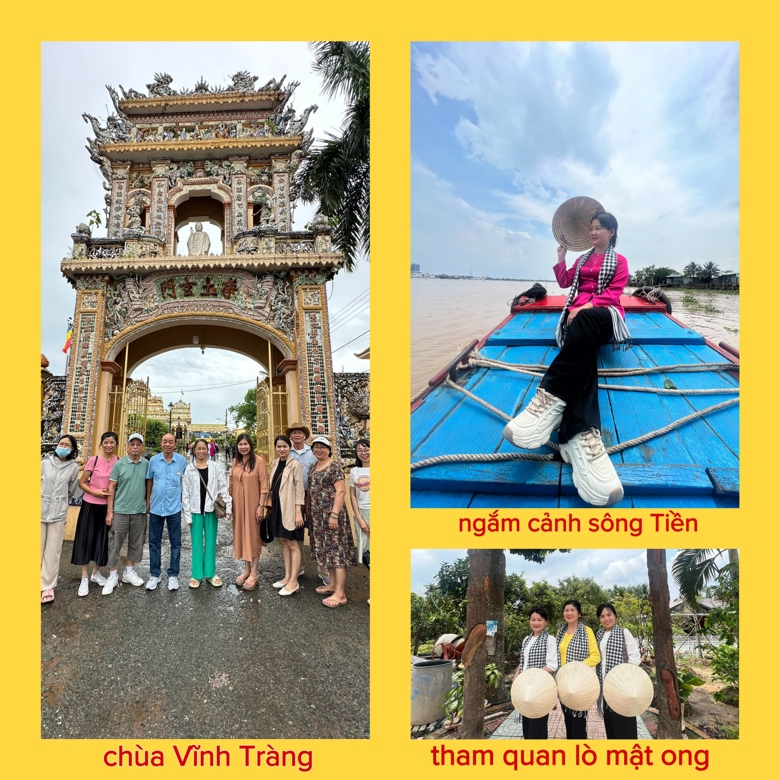 chùa Vĩnh Tràng
ngắm cảnh sông Tiền
tham quan lò mật ong